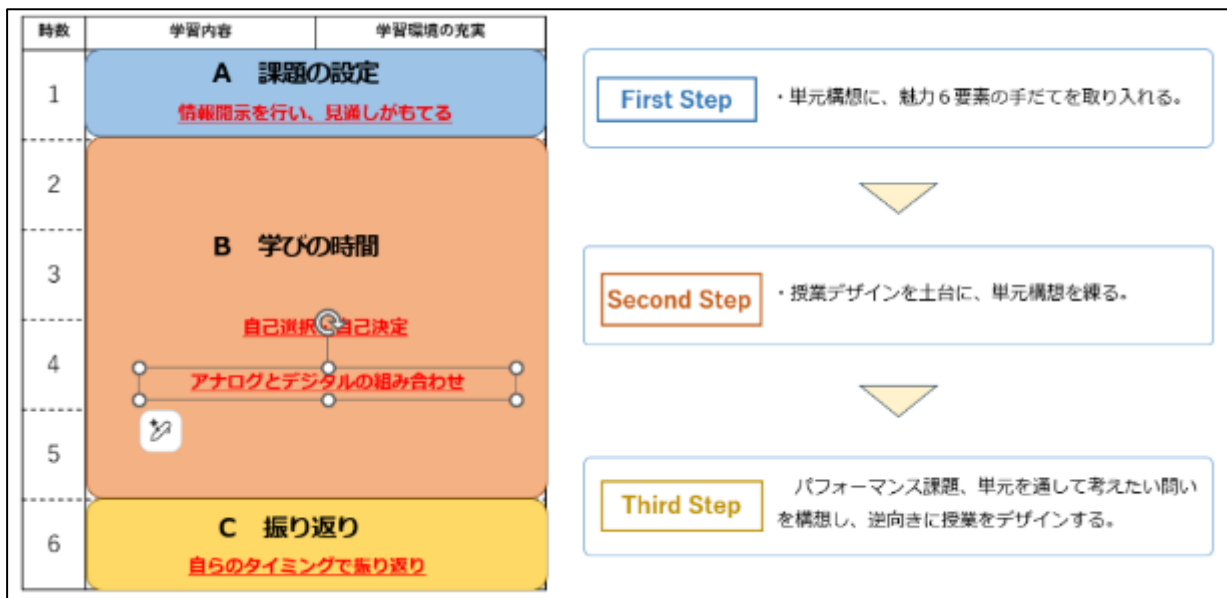 時数 学習内容 学習環境の充実
1
A 課題の設定
情報開示を行い、見通しがもてる
2
3
B 学びの時間
自己選択 自己決定
4
アナログとデジタルの組み合わせ
5
6
C 振り返り
自らのタイミングで振り返り
First Step
・単元構想に、魅力6要素の手だてを取り入れる。
Second Step
・授業デザインを土台に、単元構想を練る。
Third Step
パフォーマンス課題、単元を通して考えたい問い
を構想し、逆向きに授業をデザインする。